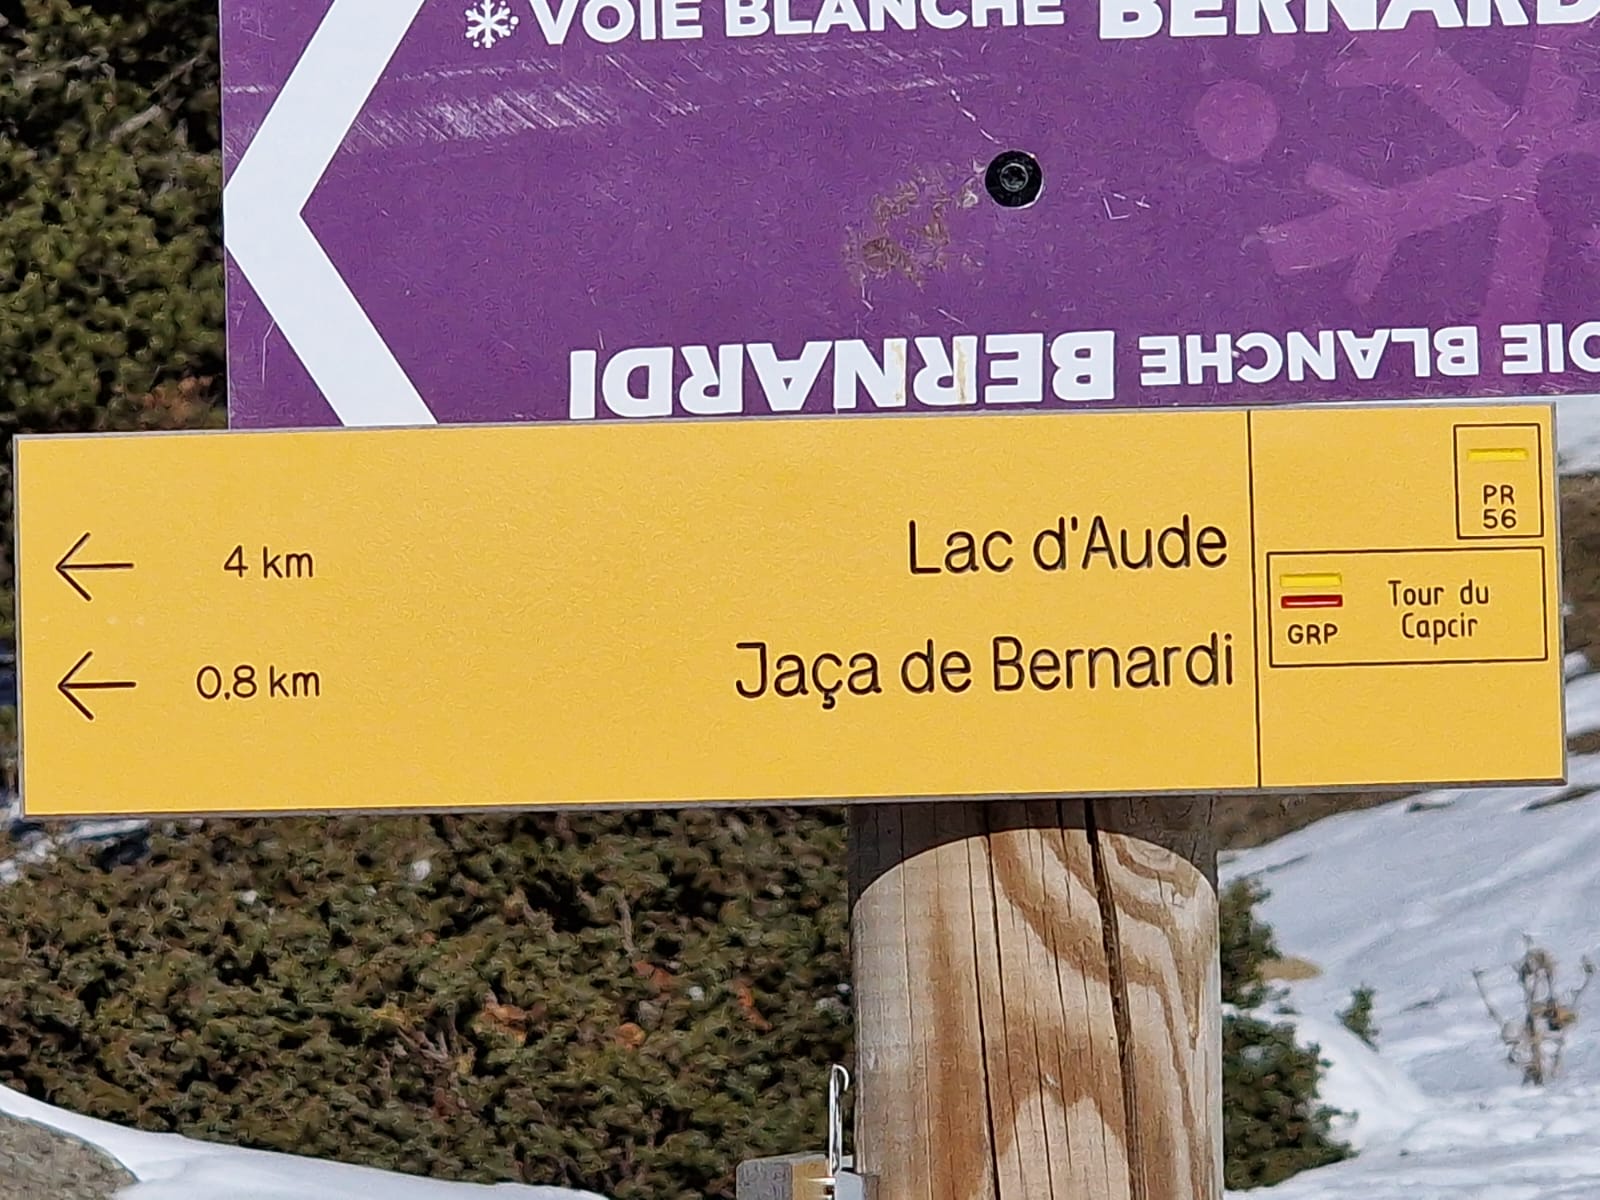 VOIE BLANCHE BERNARD
VOIE BLANCHE BERNARDI
PR
56
4 km Lac d'Aude
Tour du
Capcir
GRP
0,8 km Jaça de Bernardi